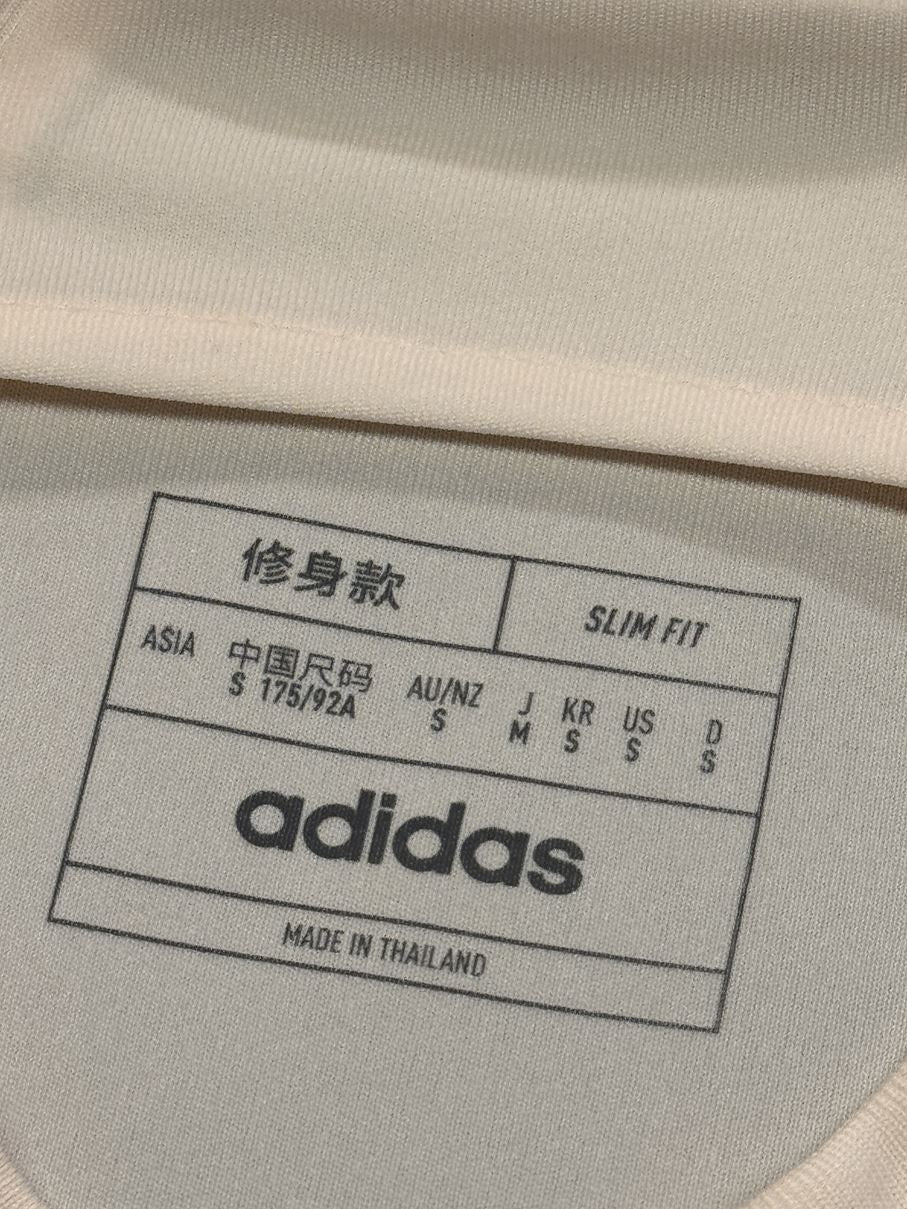 修身款 SLIM FIT
ASIA 中国尺码 AU/NZ J KR US D
S 175/92A S M S S S
adidas
MADE IN THAILAND